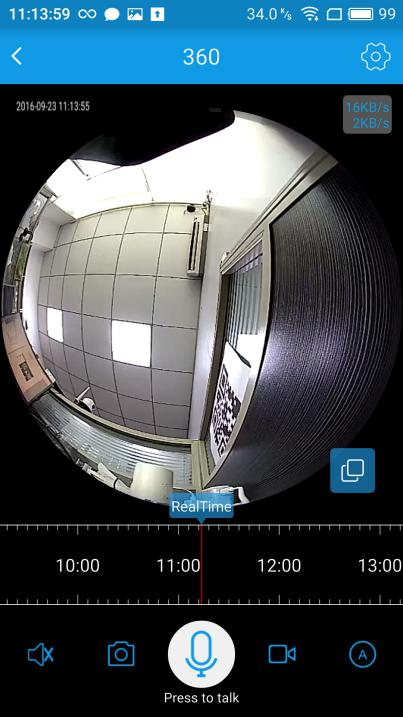 11:13:59 34.0 K/s 99
360
2016-09-23 11:13:55
16KB/s
2KB/s
RealTime
10:00 11:00 12:00 13:00
A
Press to talk